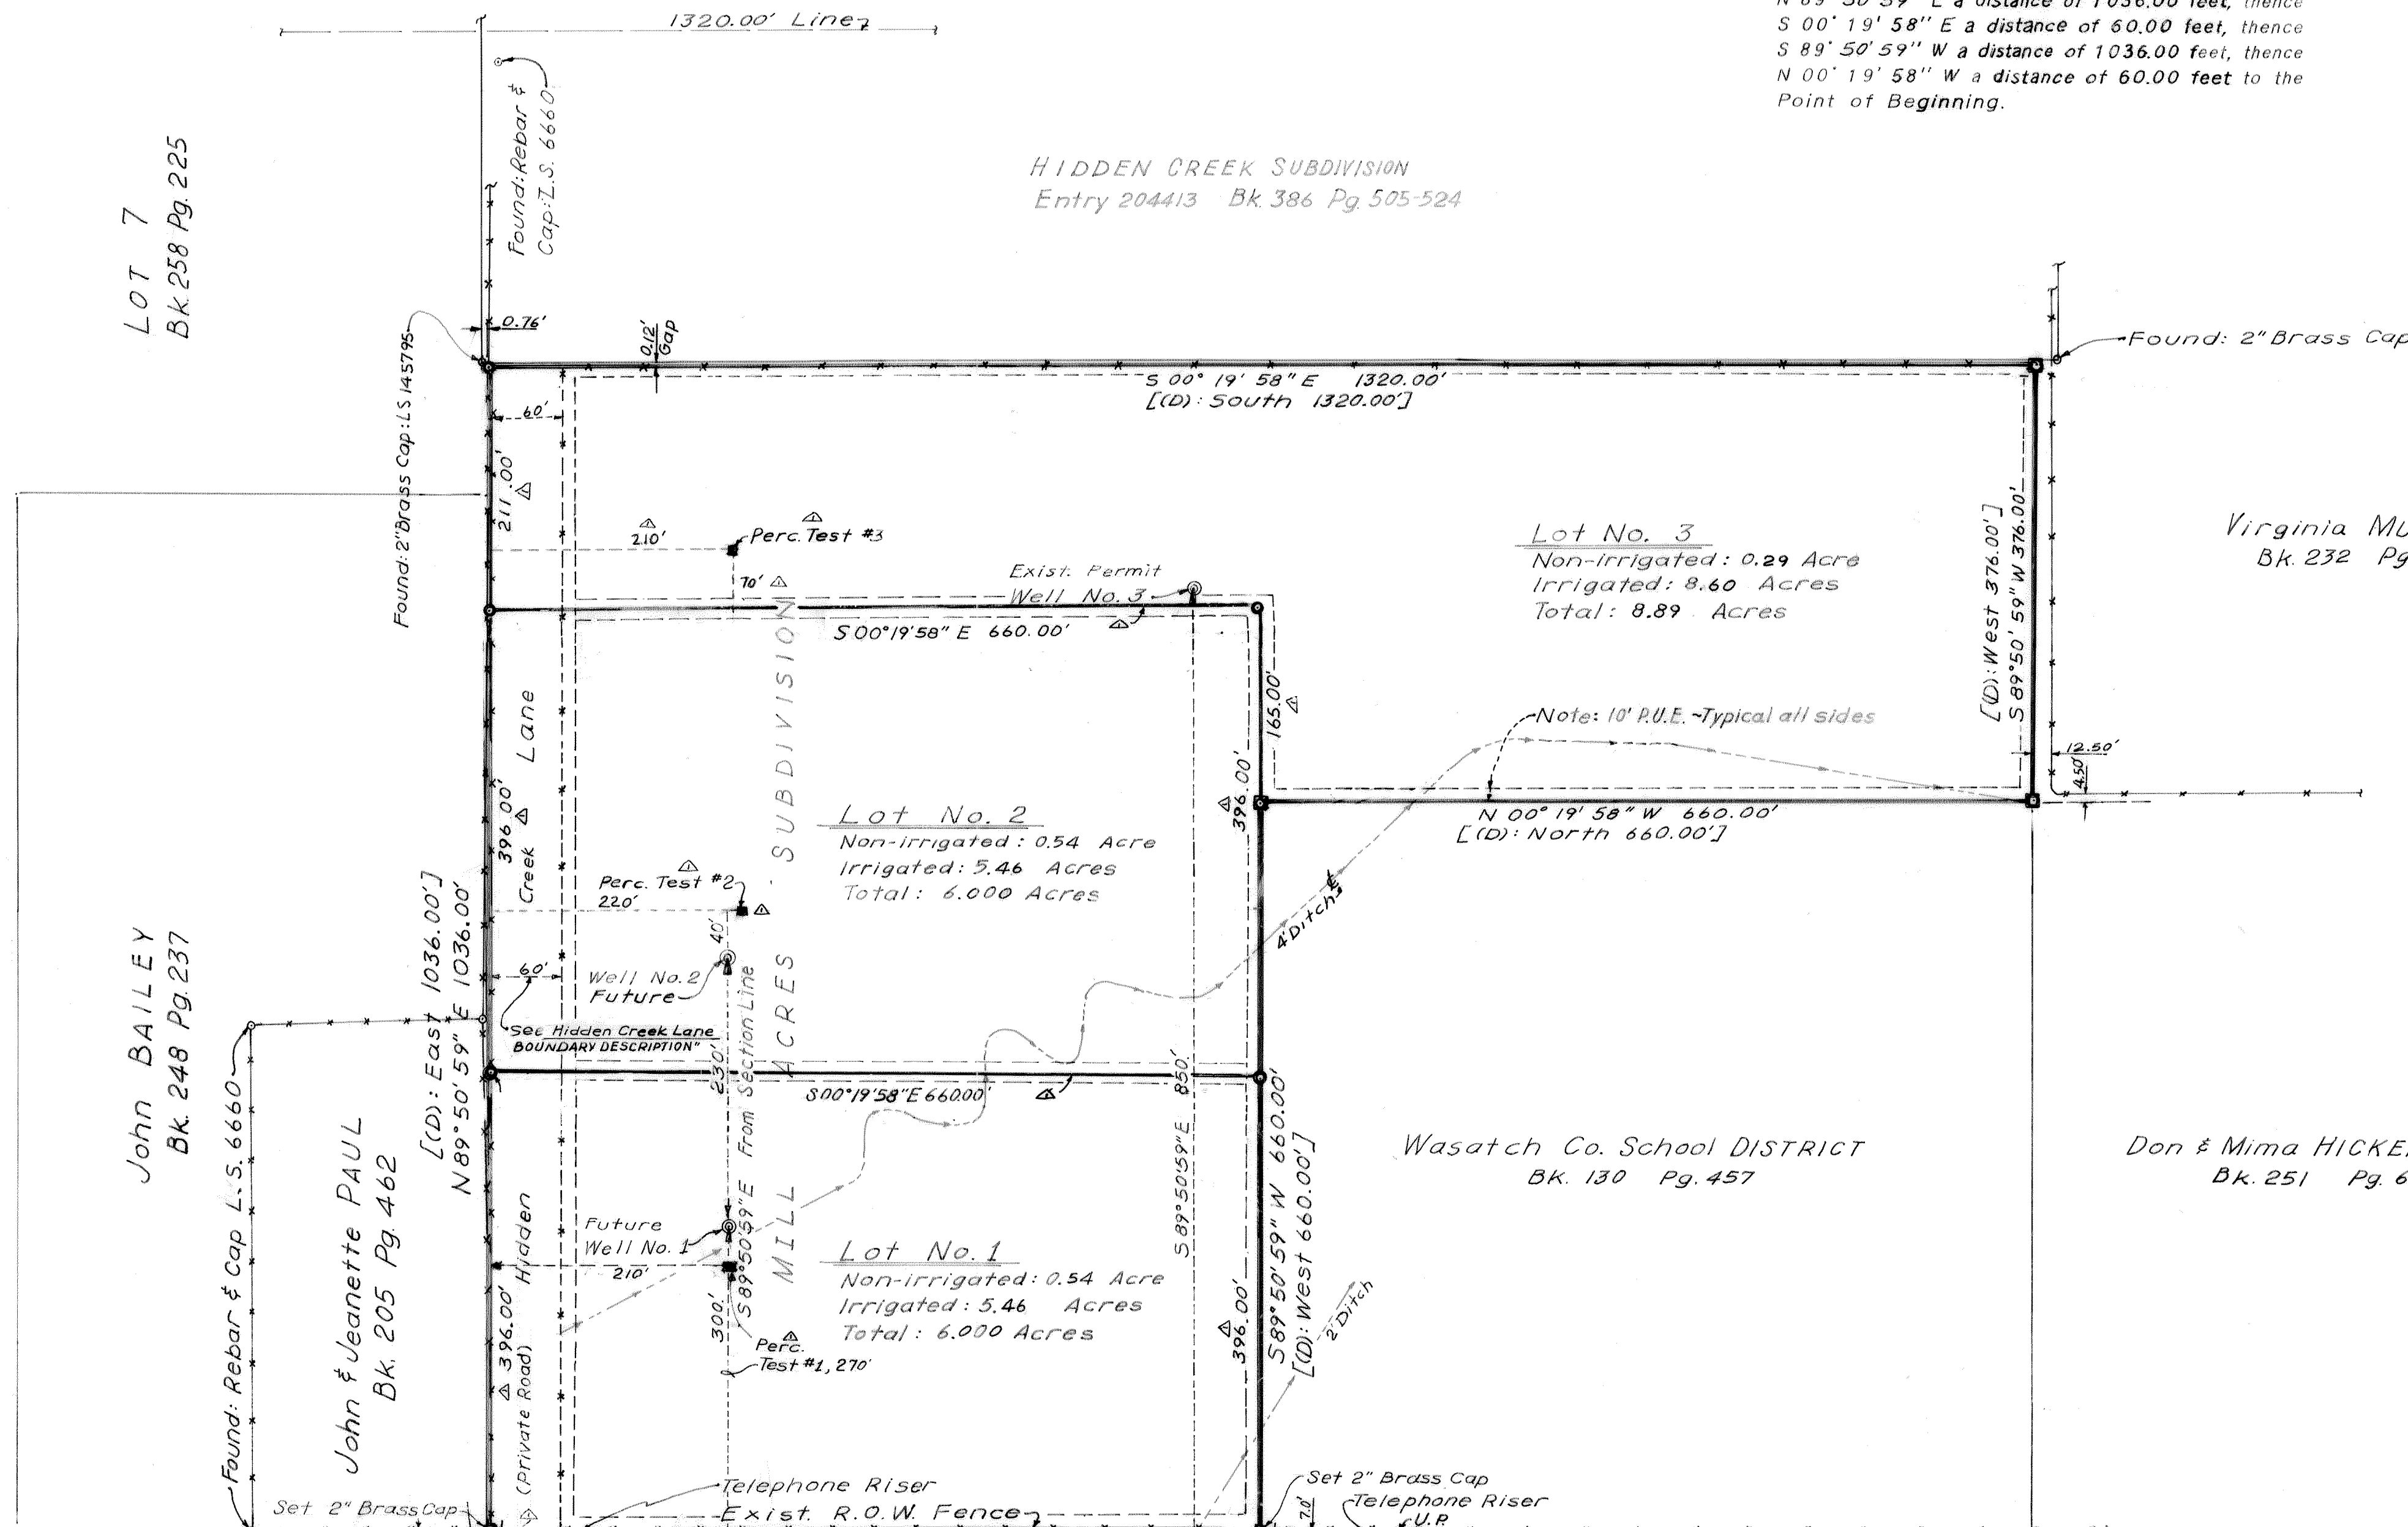 1320.00' Line
N 89° 50' 59" E a distance of 1036.00 feet, thence
S 00° 19' 58" E a distance of 60.00 feet, thence
S 89° 50' 59" W a distance of 1036.00 feet, thence
N 00° 19' 58" W a distance of 60.00 feet to the
Point of Beginning.
Found: Rebar &
Cap: L.S. 6660
LOT 7
Bk. 258 Pg. 225
HIDDEN CREEK SUBDIVISION
Entry 204413 Bk. 386 Pg. 505-524
0.76'
0.12'
Gap
Found: 2" Brass Cap: LS 145795
Found: 2" Brass Cap
S 00° 19' 58" E 1320.00'
[(D): South 1320.00']
60'
211.00'
210'
Perc. Test #3
70'
Exist. Permit
Well No. 3
S 00°19'58" E 660.00'
Lot No. 3
Non-irrigated: 0.29 Acre
Irrigated: 8.60 Acres
Total: 8.89 Acres
[(D): West 376.00']
S 89° 50' 59" W 376.00'
Virginia
Bk. 232 Pg
165.00'
Note: 10' P.U.E. ~Typical all sides
12.50'
4.50'
N 00° 19' 58" W 660.00'
[(D): North 660.00']
396.00'
Lot No. 2
Non-irrigated: 0.54 Acre
Irrigated: 5.46 Acres
Total: 6.000 Acres
396.00'
Hidden Creek Lane
(Private Road)
Perc. Test #2
220'
40'
4' Ditch
60'
Well No. 2
Future
See Hidden Creek Lane
BOUNDARY DESCRIPTION"
MILL ACRES SUBDIVISION
[(D): East 1036.00']
N 89° 50' 59" E 1036.00'
John BAILEY
Bk. 248 Pg. 237
John & Jeanette PAUL
Bk. 205 Pg. 462
Found: Rebar & Cap L.S. 6660
230'
S 89°50'59"E From Section Line
S 00°19'58" E 660.00'
S 89°50'59"E 850'
S 89° 50' 59" W 660.00'
[(D): West 660.00']
Wasatch Co. School DISTRICT
Bk. 130 Pg. 457
Don & Mima
Bk. 251 Pg. 6
Future
Well No. 1
210'
Lot No. 1
Non-irrigated: 0.54 Acre
Irrigated: 5.46 Acres
Total: 6.000 Acres
300'
Perc.
Test #1, 270'
396.00'
396.00'
2' Ditch
Telephone Riser
Exist. R.O.W. Fence
Set 2" Brass Cap
Set 2" Brass Cap
Telephone Riser
U.P.
7.0'